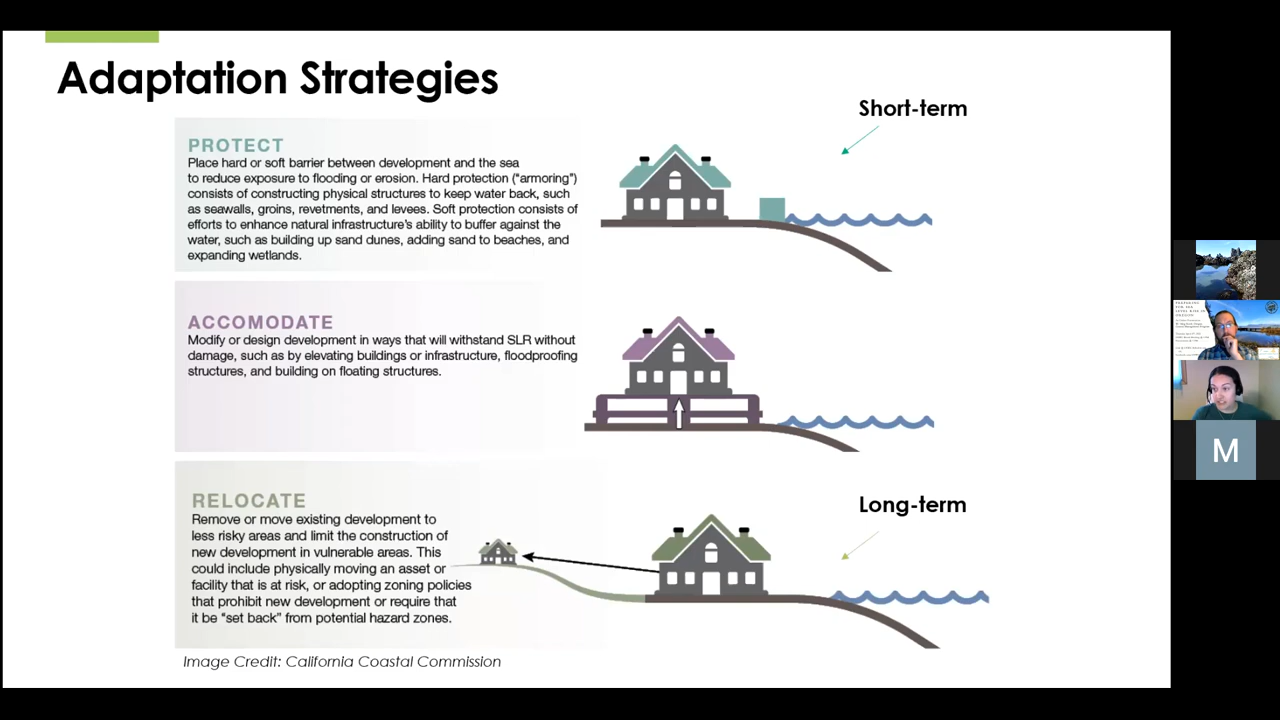 Adaptation Strategies
Short-term
PROTECT
Place hard or soft barrier between development and the sea
to reduce exposure to flooding or erosion. Hard protection (“armoring”)
consists of constructing physical structures to keep water back, such
as seawalls, groins, revetments, and levees. Soft protection consists of
efforts to enhance natural infrastructure’s ability to buffer against the
water, such as building up sand dunes, adding sand to beaches, and
expanding wetlands.
ACCOMODATE
Modify or design development in ways that will withstand SLR without
damage, such as by elevating buildings or infrastructure, floodproofing
structures, and building on floating structures.
Long-term
RELOCATE
Remove or move existing development to
less risky areas and limit the construction of
new development in vulnerable areas. This
could include physically moving an asset or
facility that is at risk, or adopting zoning policies
that prohibit new development or require that
it be “set back” from potential hazard zones.
Image Credit: California Coastal Commission
PREPARING
FOR SEA
LEVEL RISE IN
OREGON
M